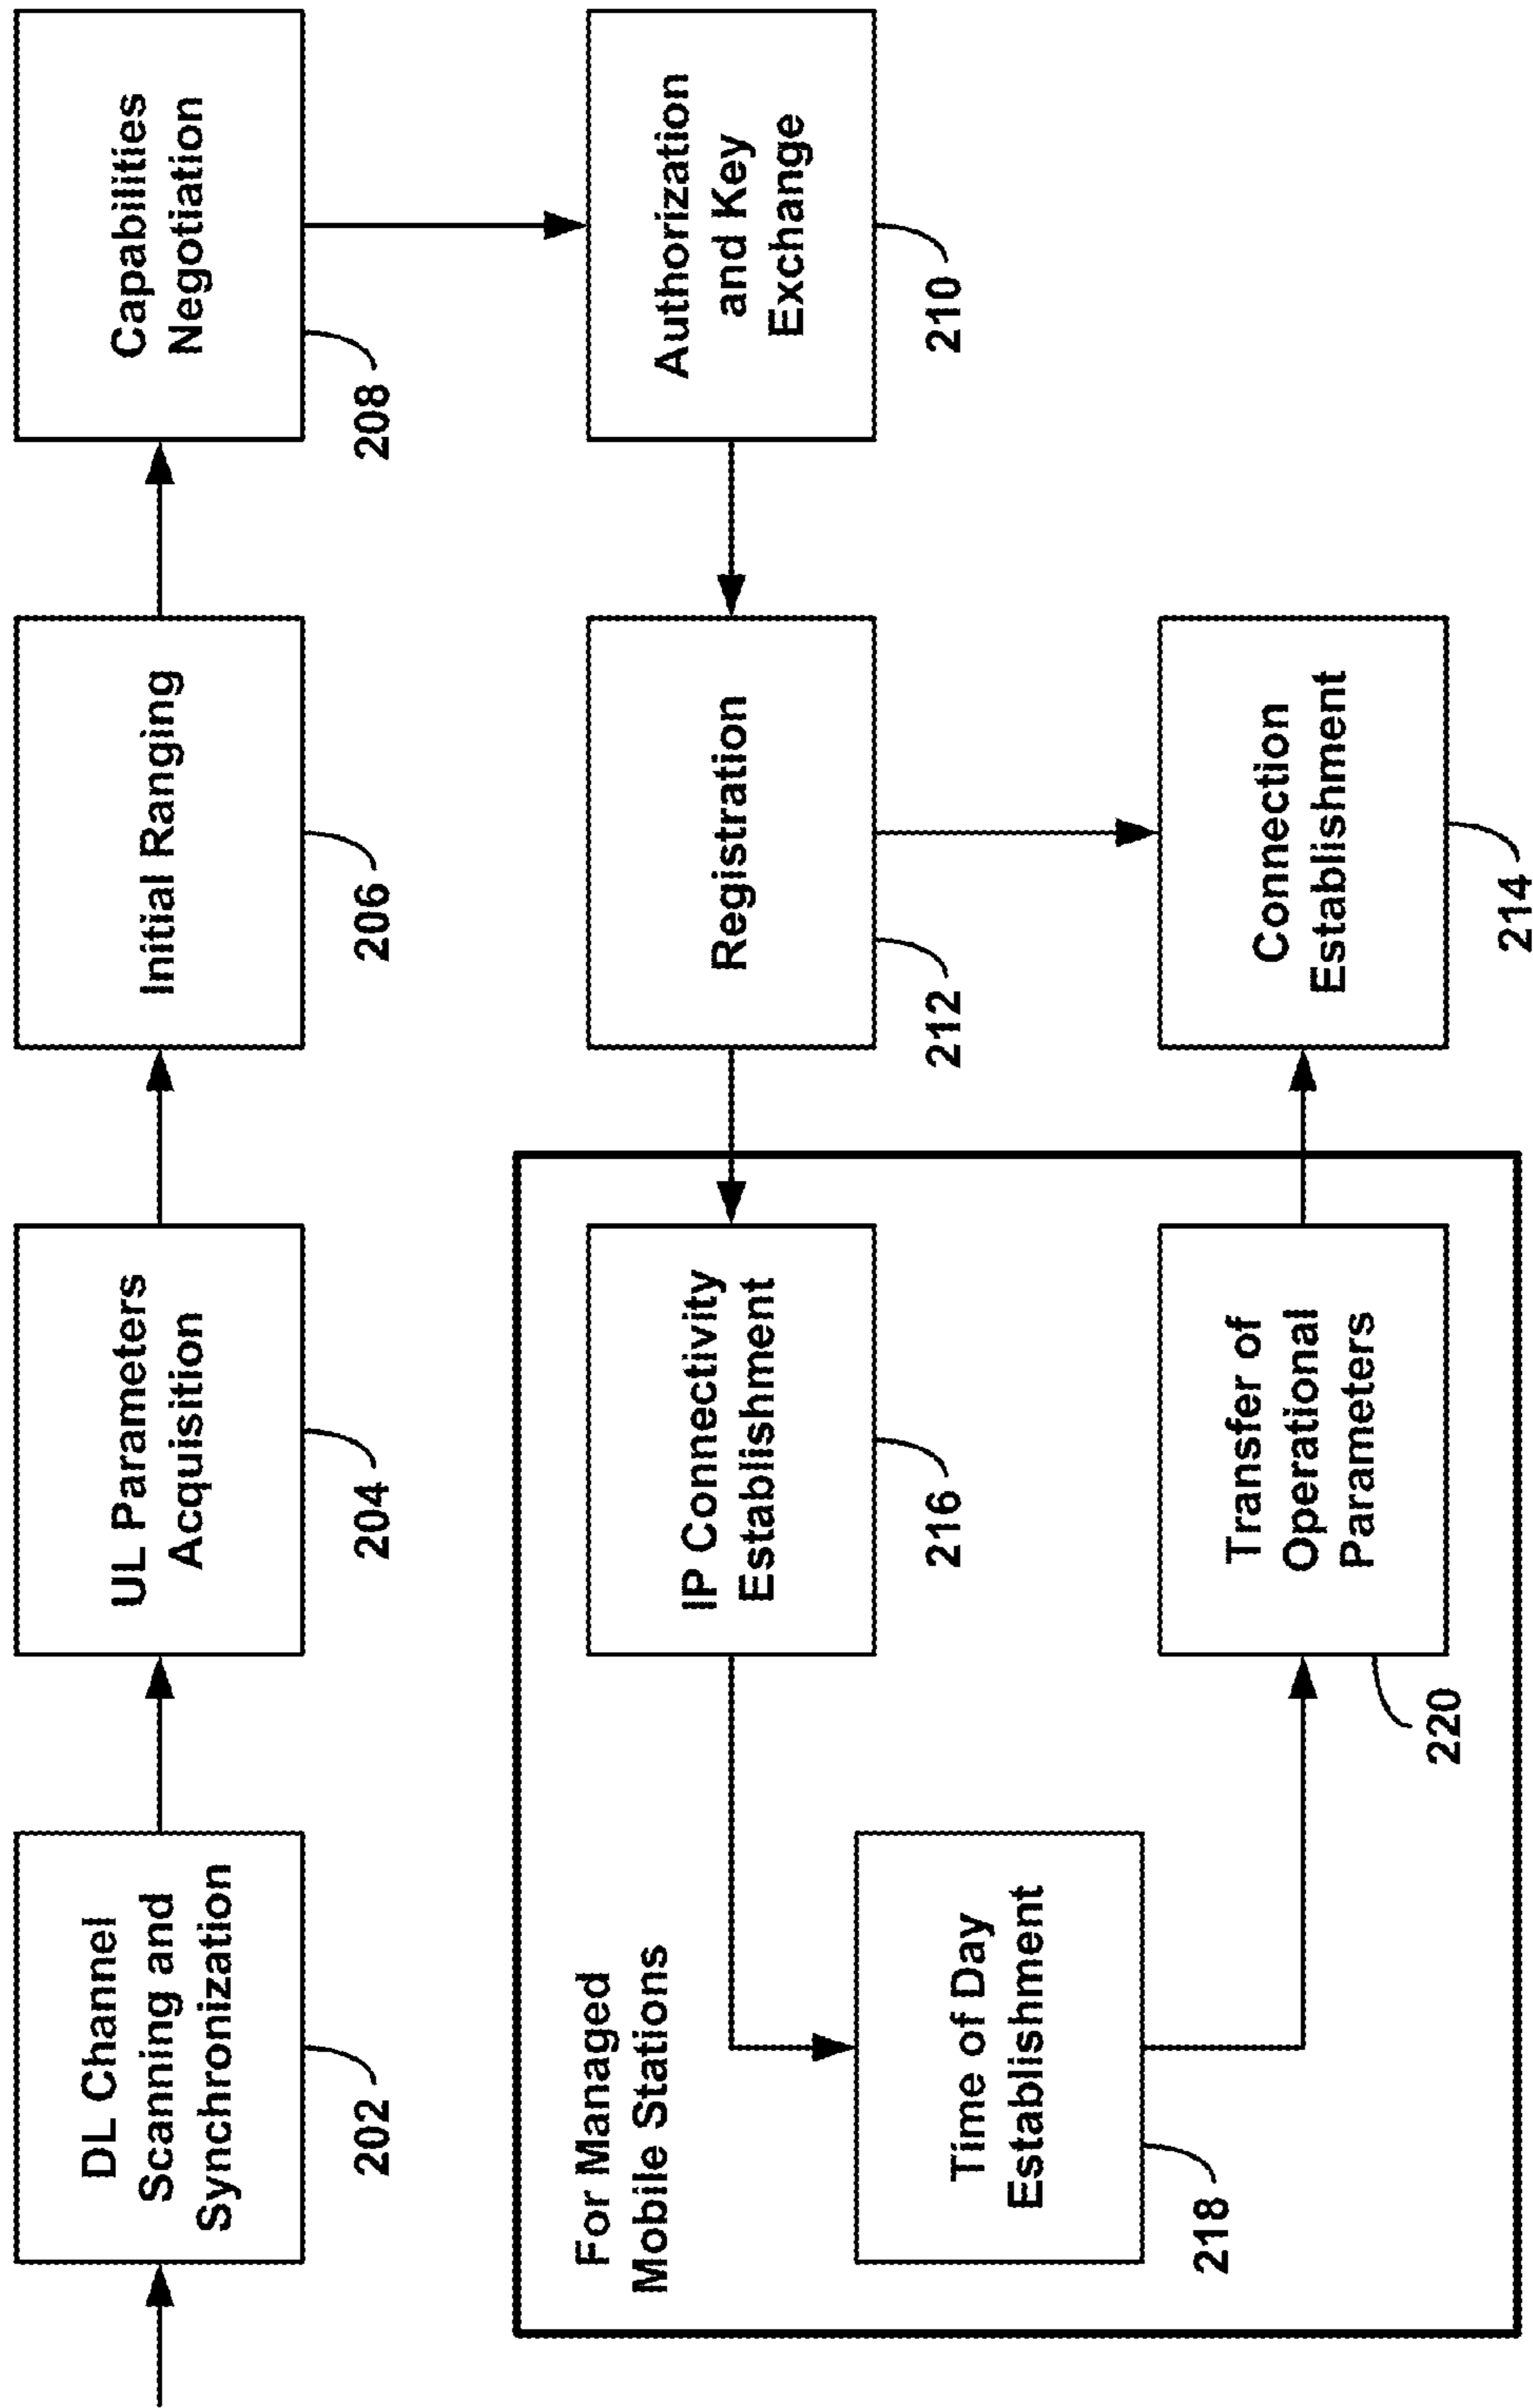 DL Channel
Scanning and
Synchronization
202
UL Parameters
Acquisition
204
Initial Ranging
206
Capabilities
Negotiation
208
Authorization
and Key
Exchange
210
Registration
212
Connection
Establishment
214
For Managed
Mobile Stations
IP Connectivity
Establishment
216
Time of Day
Establishment
218
Transfer of
Operational
Parameters
220